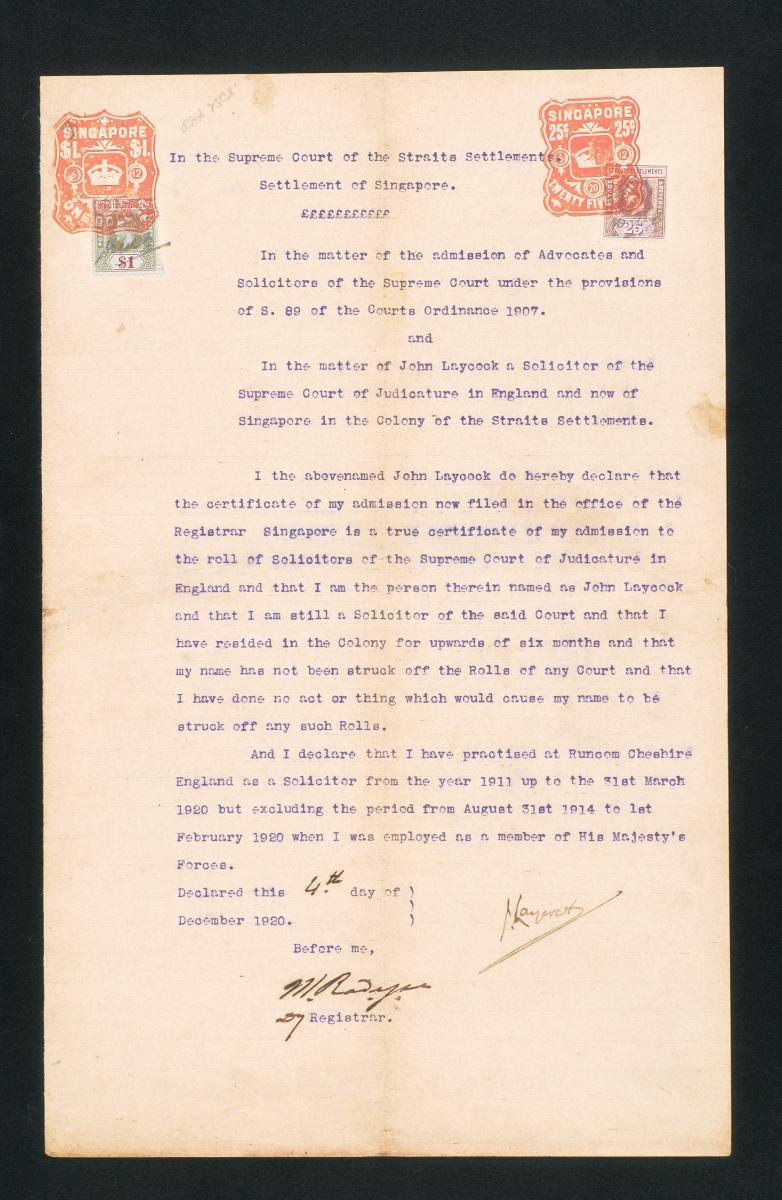 SINGAPORE
$1. $1.
3 12
ONE
STRAITS SETTLEMENTS
$1
SINGAPORE
25c 25c
3 12
20
TWENTY FIVE
STRAITS SETTLEMENTS
25
In the Supreme Court of the Straits Settlements.
Settlement of Singapore.
£££££££££££
In the matter of the admission of Advocates and
Solicitors of the Supreme Court under the provisions
of S. 89 of the Courts Ordinance 1907.
and
In the matter of John Laycock a Solicitor of the
Supreme Court of Judicature in England and now of
Singapore in the Colony of the Straits Settlements.
I the abovenamed John Laycock do hereby declare that
the certificate of my admission now filed in the office of the
Registrar Singapore is a true certificate of my admission to
the roll of Solicitors of the Supreme Court of Judicature in
England and that I am the person therein named as John Laycock
and that I am still a Solicitor of the said Court and that I
have resided in the Colony for upwards of six months and that
my name has not been struck off the Rolls of any Court and that
I have done no act or thing which would cause my name to be
struck off any such Rolls.
And I declare that I have practised at Runcom Cheshire
England as a Solicitor from the year 1911 up to the 31st March
1920 but excluding the period from August 31st 1914 to 1st
February 1920 when I was employed as a member of His Majesty's
Forces.
Declared this 4th day of )
)
December 1920. )
JLaycock
Before me,
Dy Registrar.